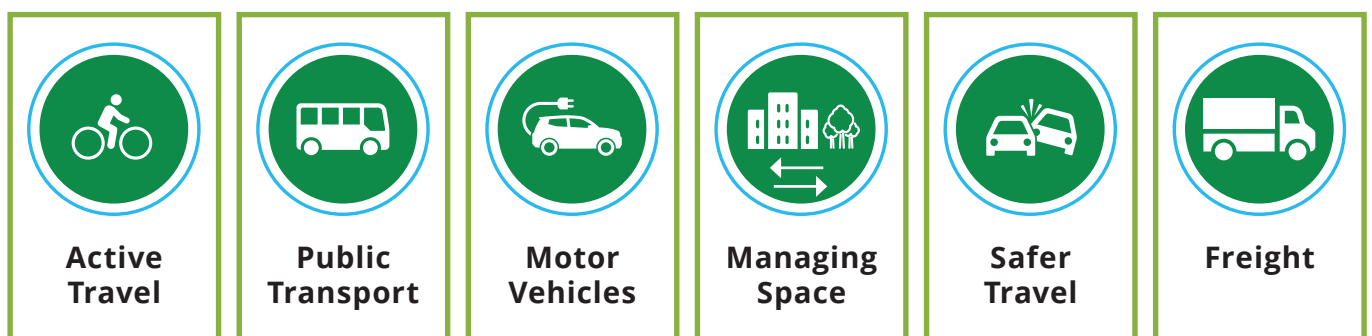 Active
Travel
Public
Transport
Motor
Vehicles
Managing
Space
Safer
Travel
Freight